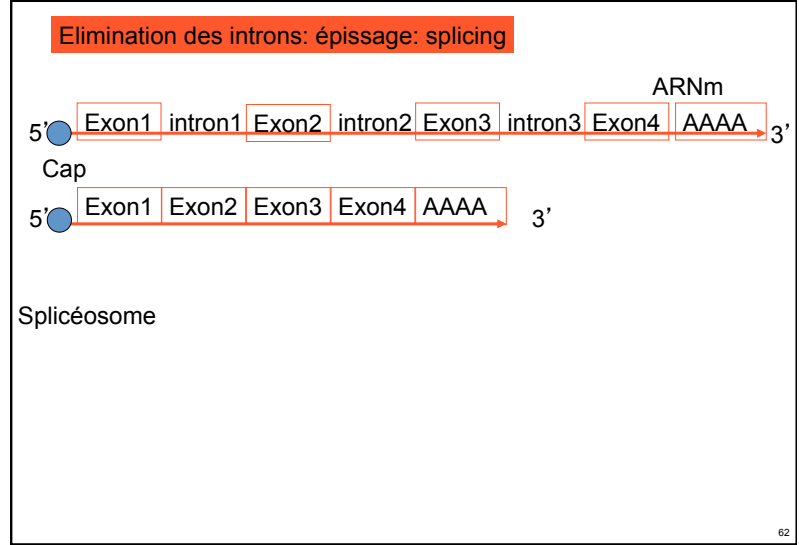 Elimination des introns: épissage: splicing
ARNm
5’ Exon1 intron1 Exon2 intron2 Exon3 intron3 Exon4 AAAA 3’
Cap
5’ Exon1 Exon2 Exon3 Exon4 AAAA 3’
Splicéosome
62